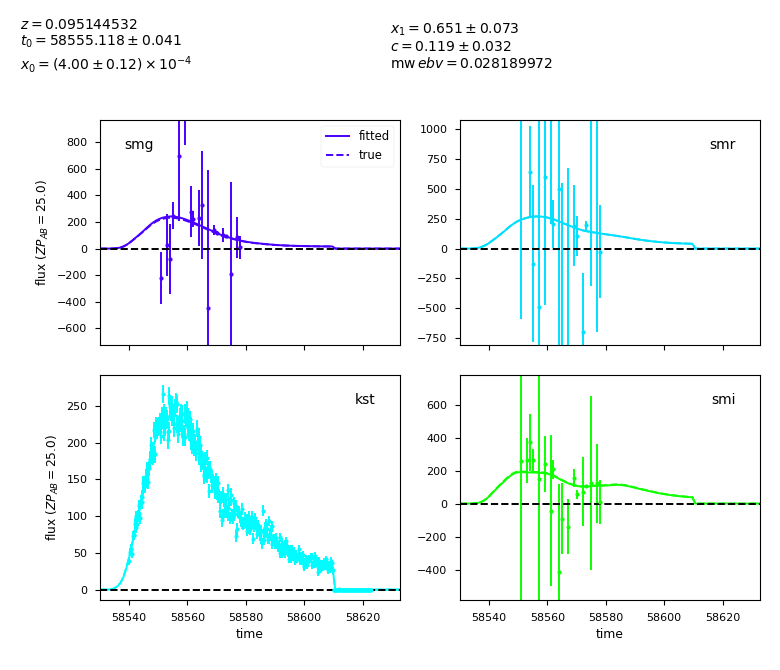 z = 0.095144532
t₀ = 58555.118 ± 0.041
x₀ = (4.00 ± 0.12) × 10⁻⁴
x₁ = 0.651 ± 0.073
c = 0.119 ± 0.032
mwebv = 0.028189972
smg
fitted
true
800
600
400
200
0
−200
−400
−600
flux (ZP_AB = 25.0)
smr
1000
750
500
250
0
−250
−500
−750
kst
250
200
150
100
50
0
flux (ZP_AB = 25.0)
58540 58560 58580 58600 58620
time
smi
600
400
200
0
−200
−400
58540 58560 58580 58600 58620
time